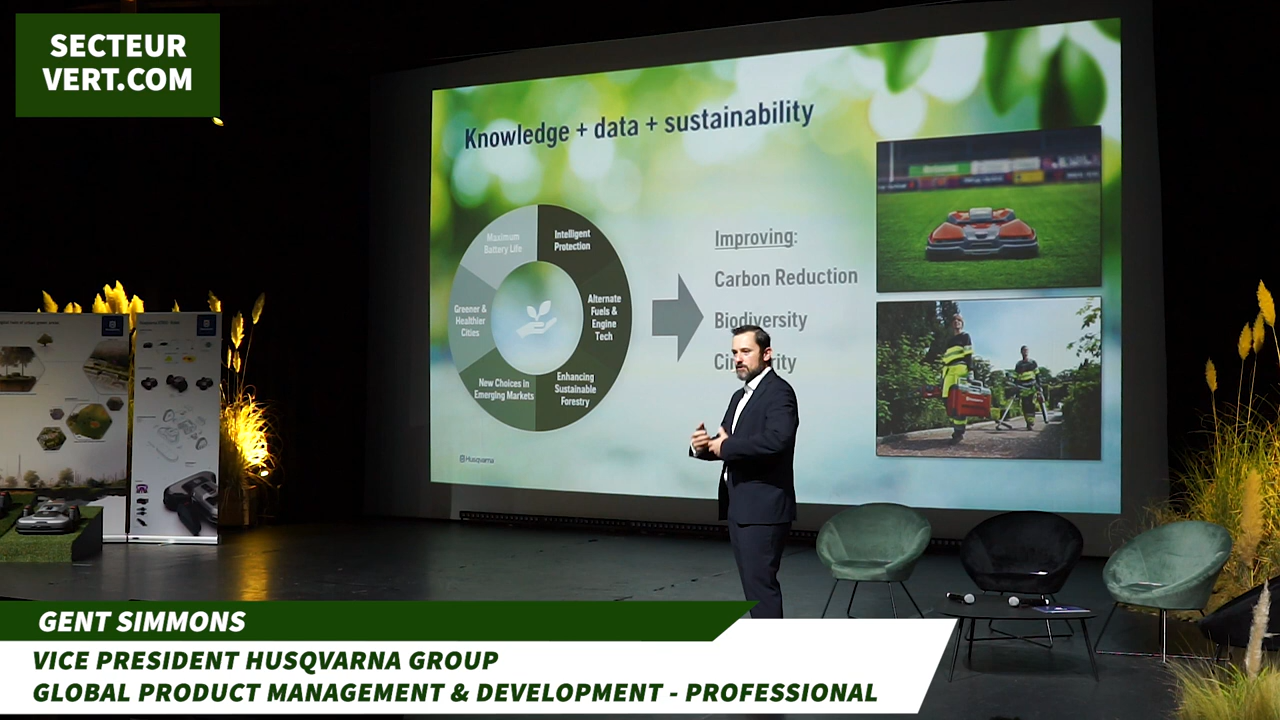 SECTEUR
VERT.COM
Knowledge + data + sustainability
Maximum
Battery Life
Intelligent
Protection
Greener &
Healthier
Cities
Alternate
Fuels &
Engine
Tech
New Choices in
Emerging Markets
Enhancing
Sustainable
Forestry
Improving:
Carbon Reduction
Biodiversity
Husqvarna
GENT SIMMONS
VICE PRESIDENT HUSQVARNA GROUP
GLOBAL PRODUCT MANAGEMENT & DEVELOPMENT - PROFESSIONAL